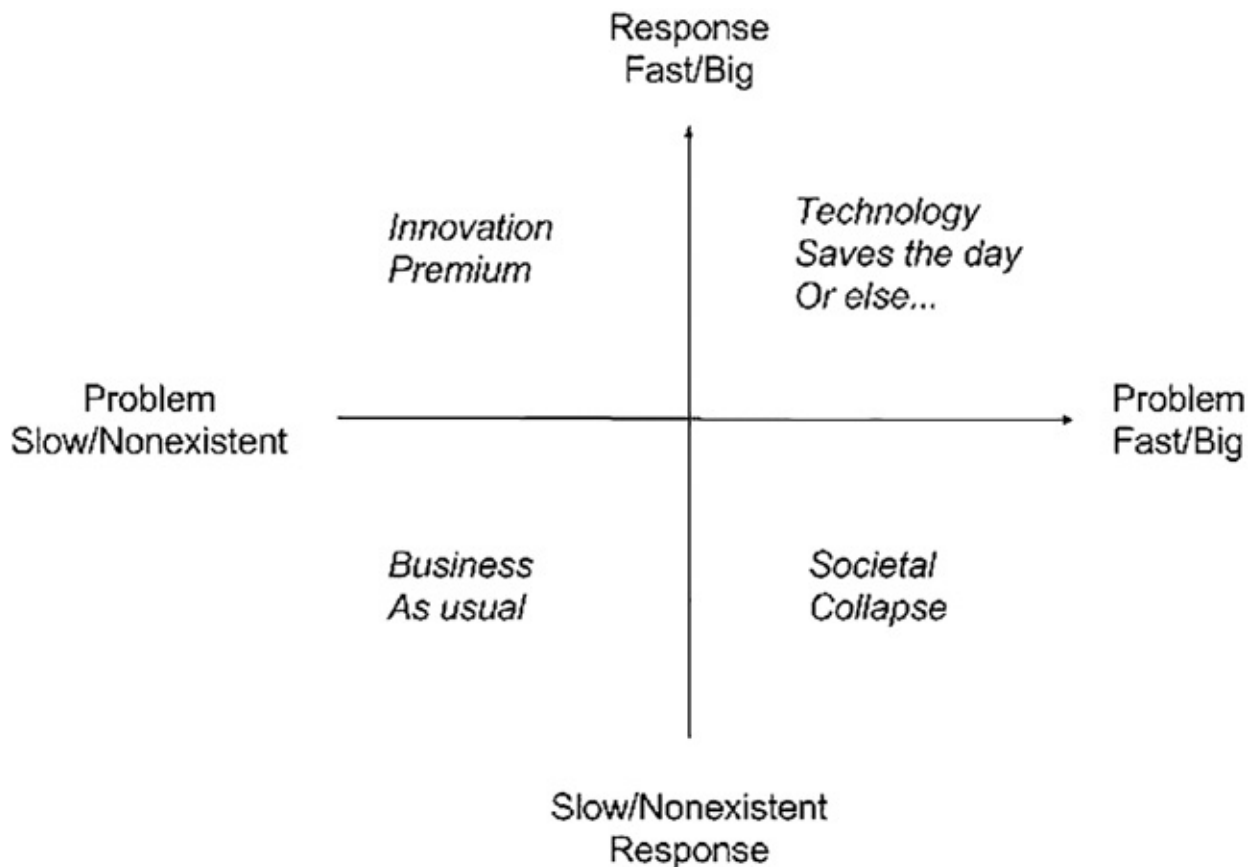 Response
Fast/Big
Innovation
Premium
Technology
Saves the day
Or else...
Problem
Slow/Nonexistent
Problem
Fast/Big
Business
As usual
Societal
Collapse
Slow/Nonexistent
Response